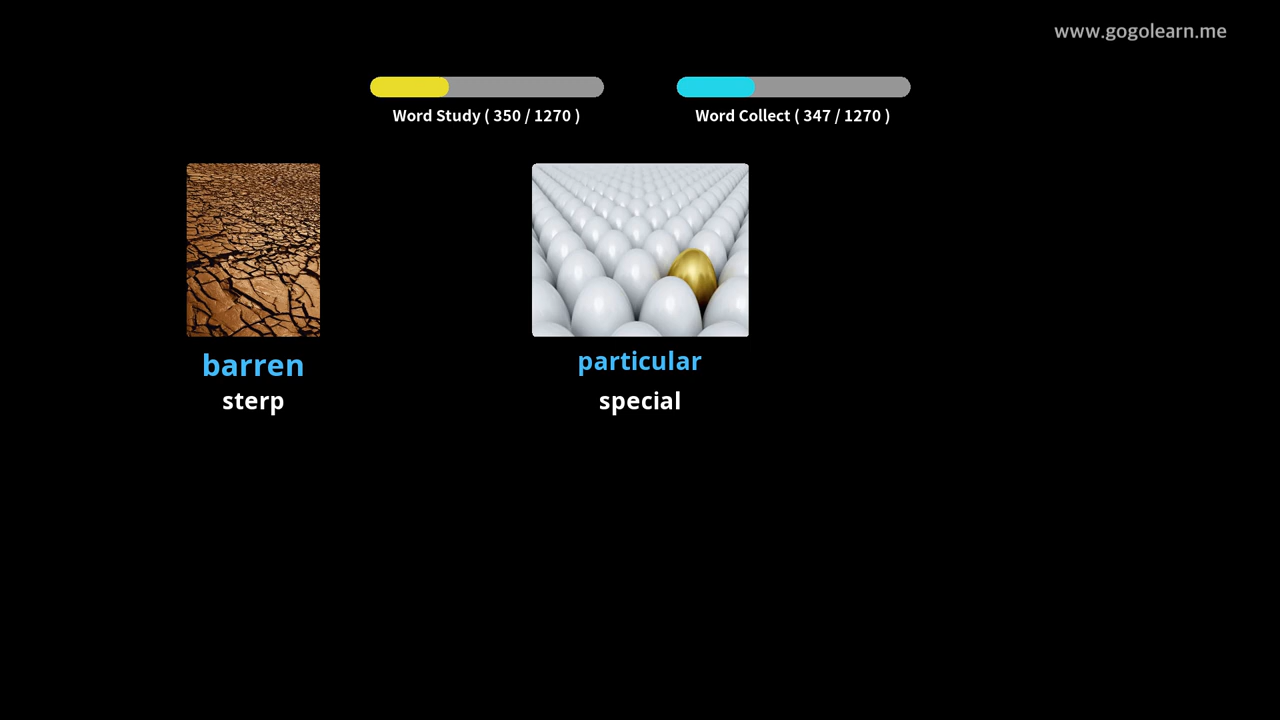 www.gogolearn.me
Word Study ( 350 / 1270 )
Word Collect ( 347 / 1270 )
barren
sterp
particular
special